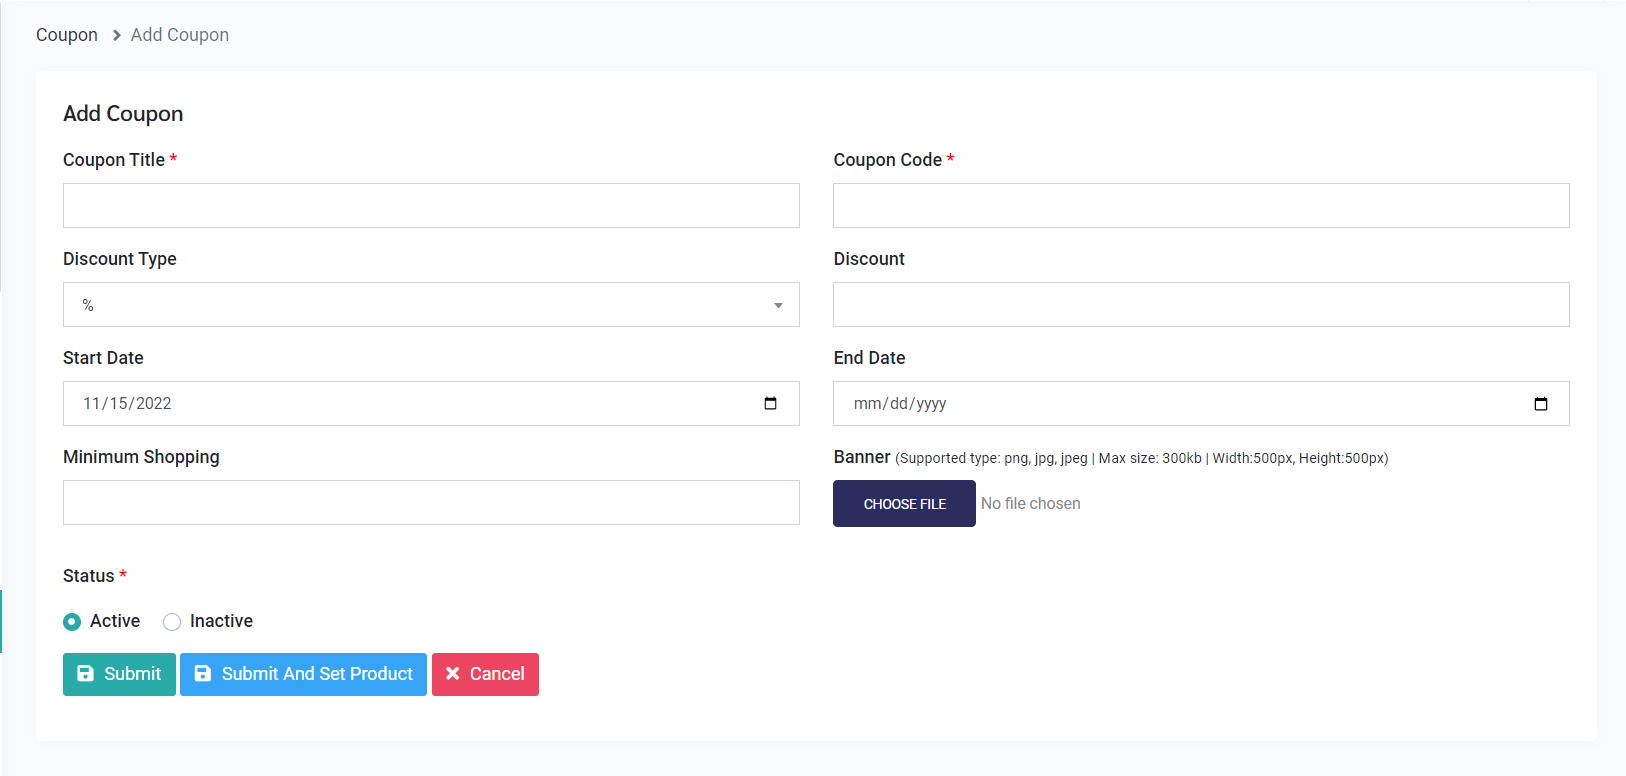 Coupon > Add Coupon
Add Coupon
Coupon Title *
Coupon Code *
Discount Type
Discount
%
Start Date
End Date
11/15/2022
mm/dd/yyyy
Minimum Shopping
Banner (Supported type: png, jpg, jpeg | Max size: 300kb | Width:500px, Height:500px)
CHOOSE FILE No file chosen
Status *
Active Inactive
Submit Submit And Set Product Cancel